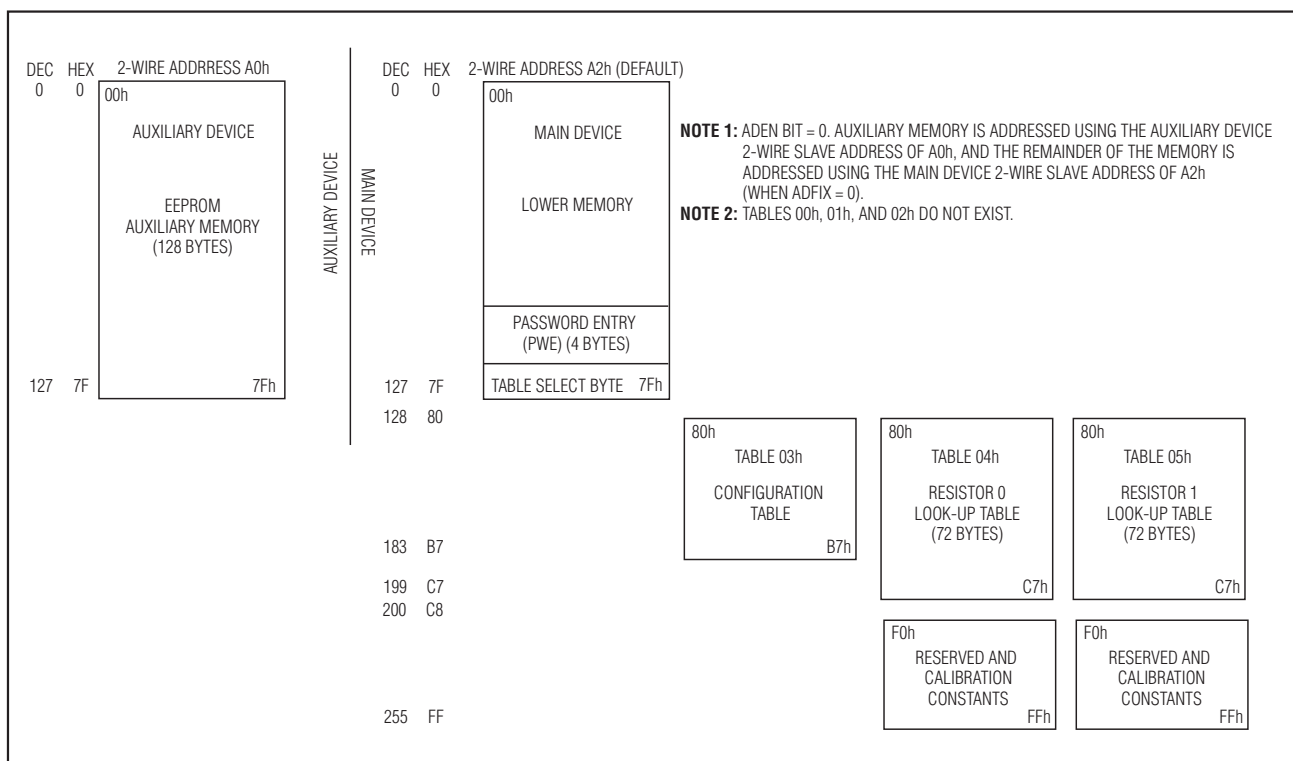 DEC HEX 2-WIRE ADDRRESS A0h
0 0
00h
AUXILIARY DEVICE
EEPROM
AUXILIARY MEMORY
(128 BYTES)
127 7F
7Fh
AUXILIARY DEVICE
MAIN DEVICE
DEC HEX 2-WIRE ADDRESS A2h (DEFAULT)
0 0
00h
MAIN DEVICE
LOWER MEMORY
PASSWORD ENTRY
(PWE) (4 BYTES)
127 7F
TABLE SELECT BYTE 7Fh
128 80
183 B7
199 C7
200 C8
255 FF
NOTE 1: ADEN BIT = 0. AUXILIARY MEMORY IS ADDRESSED USING THE AUXILIARY DEVICE
2-WIRE SLAVE ADDRESS OF A0h, AND THE REMAINDER OF THE MEMORY IS
ADDRESSED USING THE MAIN DEVICE 2-WIRE SLAVE ADDRESS OF A2h
(WHEN ADFIX = 0).
NOTE 2: TABLES 00h, 01h, AND 02h DO NOT EXIST.
80h
TABLE 03h
CONFIGURATION
TABLE
B7h
80h
TABLE 04h
RESISTOR 0
LOOK-UP TABLE
(72 BYTES)
C7h
80h
TABLE 05h
RESISTOR 1
LOOK-UP TABLE
(72 BYTES)
C7h
F0h
RESERVED AND
CALIBRATION
CONSTANTS
FFh
F0h
RESERVED AND
CALIBRATION
CONSTANTS
FFh